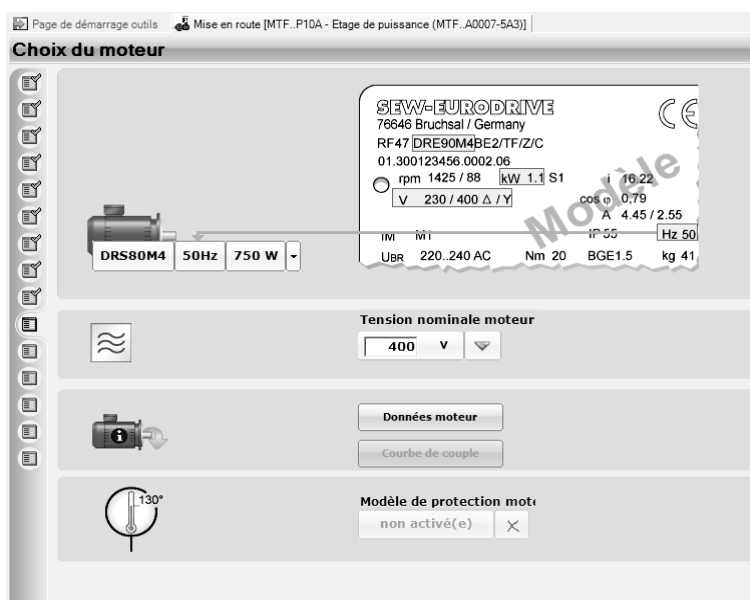 Page de démarrage outils
Mise en route [MTF..P10A - Etage de puissance (MTF..A0007-5A3)]
Choix du moteur
SEW-EURODRIVE
76646 Bruchsal / Germany
RF47 DRE90M4BE2/TF/Z/C
01.300123456.0002.06
rpm 1425 / 88 kW 1.1 S1 i 16.22
V 230 / 400 Δ / Y cos φ 0,79
A 4.45 / 2.55
IM M1 IP 55 Hz 50
UBR 220..240 AC Nm 20 BGE1.5 kg 41
Modèle
DRS80M4 50Hz 750 W
Tension nominale moteur
400 V
Données moteur
Courbe de couple
130°
Modèle de protection mot
non activé(e)